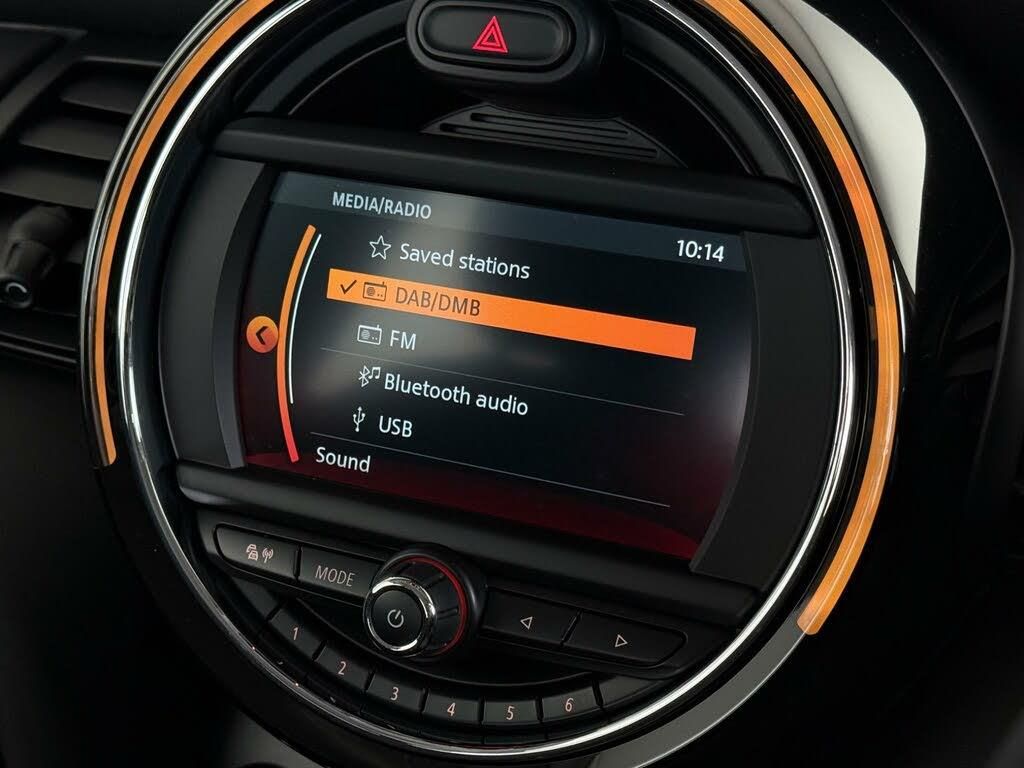 MEDIA/RADIO
10:14
Saved stations
DAB/DMB
FM
Bluetooth audio
USB
Sound
MODE
1
2
3
4
5
6